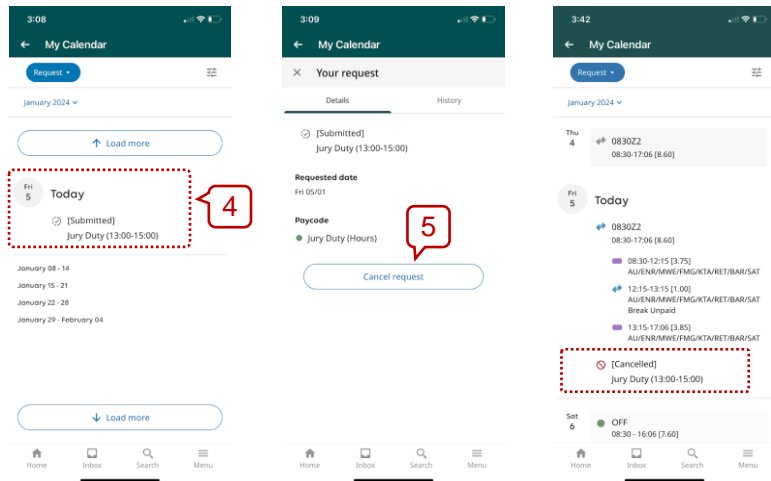 3:08
← My Calendar
Request
January 2024
↑ Load more
Fri
5
Today
[Submitted]
Jury Duty (13:00-15:00)
4
January 08 - 14
January 15 - 21
January 22 - 28
January 29 - February 04
↓ Load more
Home Inbox Search Menu
3:09
← My Calendar
× Your request
Details History
[Submitted]
Jury Duty (13:00-15:00)
Requested date
Fri 05/01
Paycode
Jury Duty (Hours)
5
Cancel request
Home Inbox Search Menu
3:42
← My Calendar
Request
January 2024
Thu
4
0830Z2
08:30-17:06 [8.60]
Fri
5
Today
0830Z2
08:30-17:06 [8.60]
08:30-12:15 [3.75]
AU/ENR/MWE/FMG/KTA/RET/BAR/SAT
12:15-13:15 [1.00]
AU/ENR/MWE/FMG/KTA/RET/BAR/SAT
Break Unpaid
13:15-17:06 [3.85]
AU/ENR/MWE/FMG/KTA/RET/BAR/SAT
[Cancelled]
Jury Duty (13:00-15:00)
Sat
6
OFF
08:30 - 16:06 [7.60]
Home Inbox Search Menu